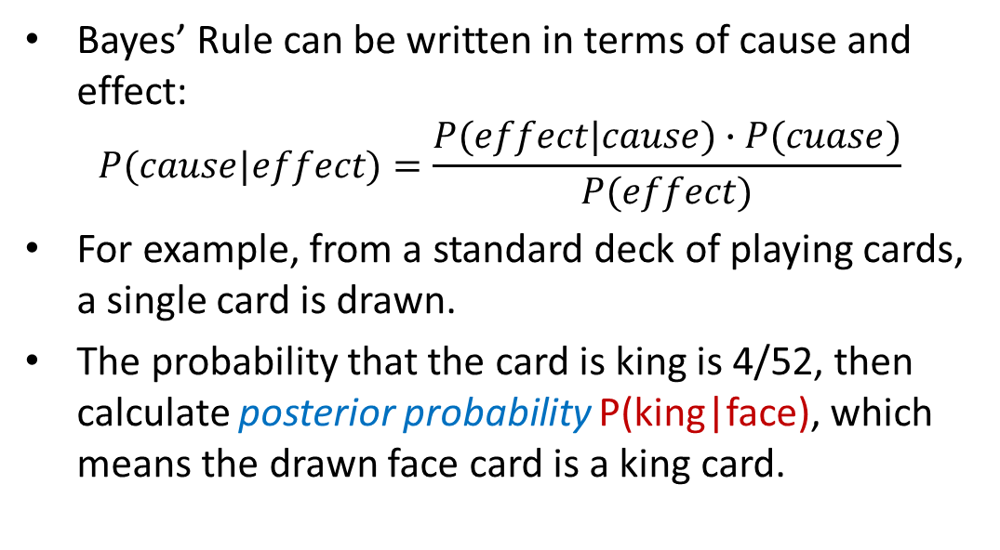 • Bayes’ Rule can be written in terms of cause and
effect:
P(cause|effect) = P(effect|cause) · P(cuase) / P(effect)
• For example, from a standard deck of playing cards,
a single card is drawn.
• The probability that the card is king is 4/52, then
calculate posterior probability P(king|face), which
means the drawn face card is a king card.